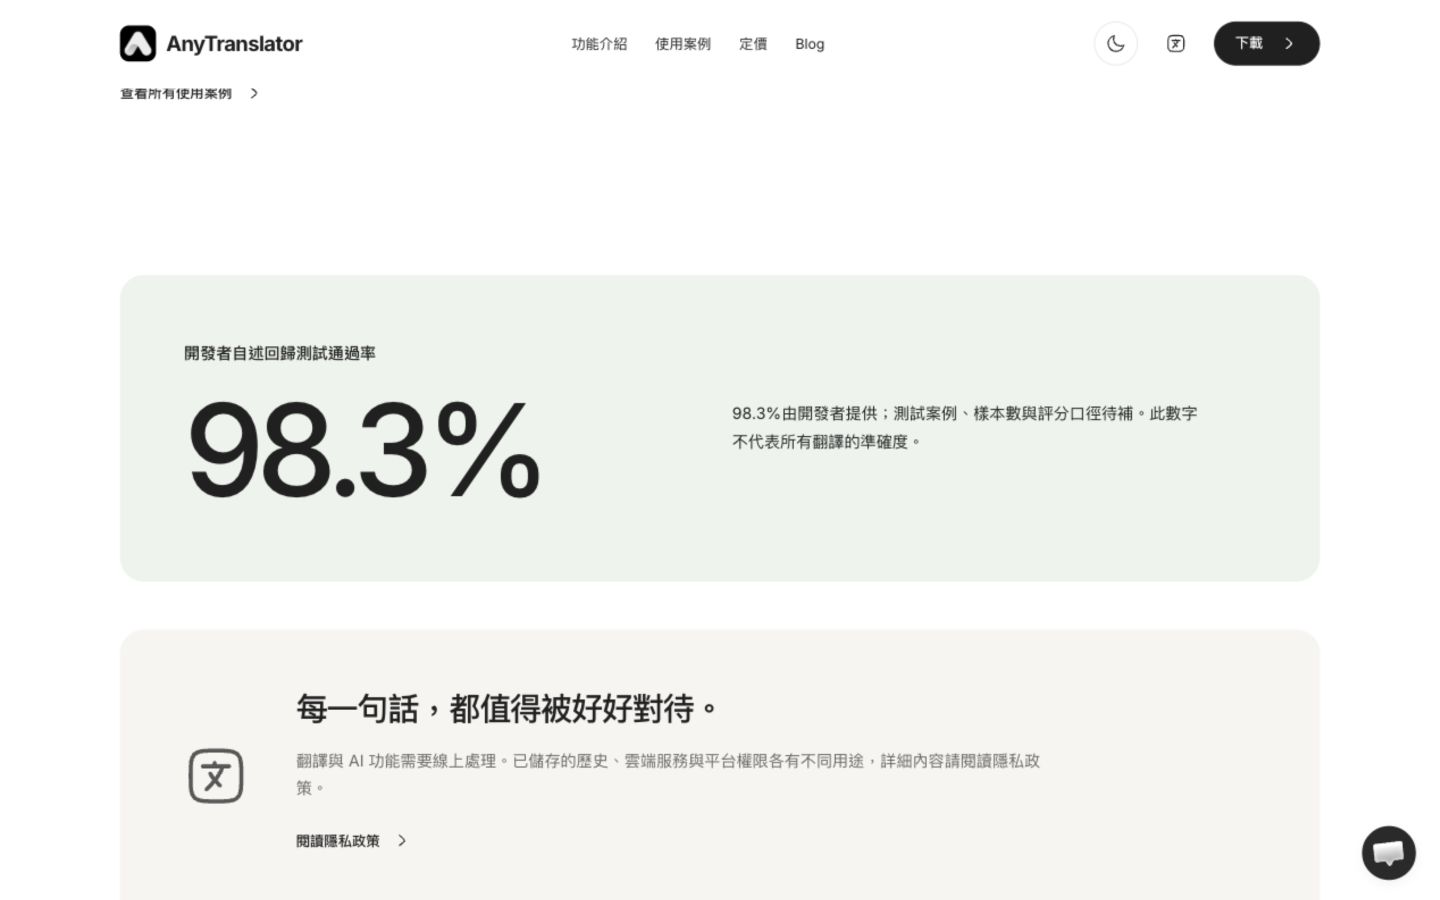 AnyTranslator
功能介紹
使用案例
定價
Blog
下載
查看所有使用案例
開發者自述回歸測試通過率
98.3%
98.3%由開發者提供；測試案例、樣本數與評分口徑待補。此數字
不代表所有翻譯的準確度。
每一句話，都值得被好好對待。
文
翻譯與 AI 功能需要線上處理。已儲存的歷史、雲端服務與平台權限各有不同用途，詳細內容請閱讀隱私政
策。
閱讀隱私政策